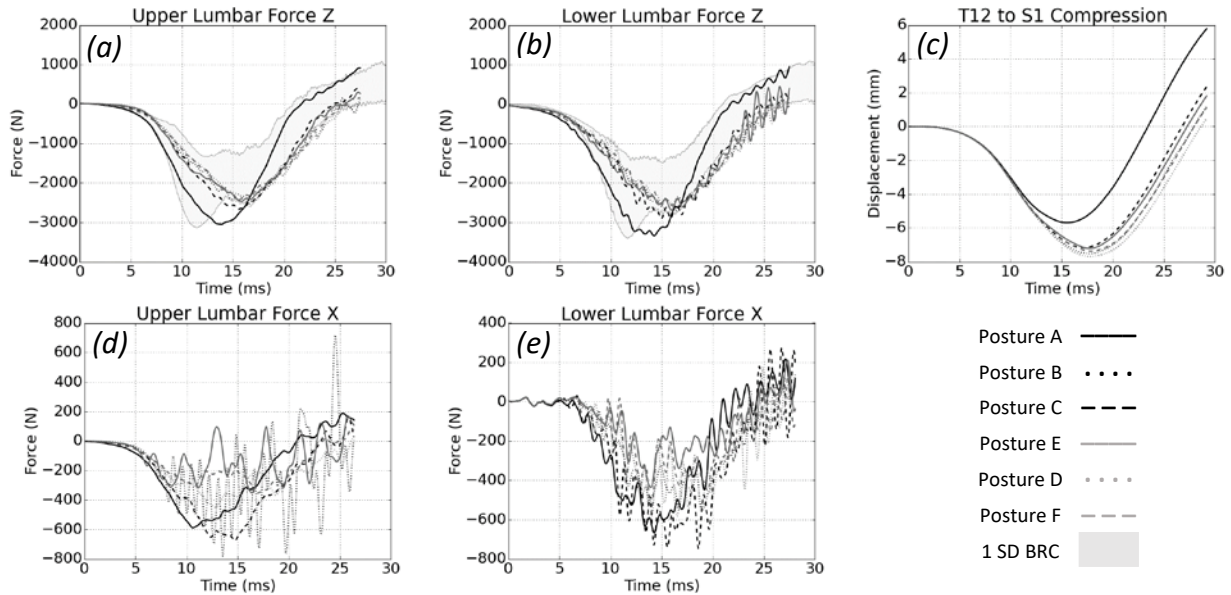 Upper Lumbar Force Z
(a)
Force (N)
2000
1000
0
−1000
−2000
−3000
−4000
0 5 10 15 20 25 30
Time (ms)
Lower Lumbar Force Z
(b)
Force (N)
2000
1000
0
−1000
−2000
−3000
−4000
0 5 10 15 20 25 30
Time (ms)
T12 to S1 Compression
(c)
Displacement (mm)
6
4
2
0
−2
−4
−6
−8
0 5 10 15 20 25 30
Time (ms)
Upper Lumbar Force X
(d)
Force (N)
800
600
400
200
0
−200
−400
−600
−800
0 5 10 15 20 25 30
Time (ms)
Lower Lumbar Force X
(e)
Force (N)
400
200
0
−200
−400
−600
−800
0 5 10 15 20 25 30
Time (ms)
Posture A
Posture B
Posture C
Posture E
Posture D
Posture F
1 SD BRC